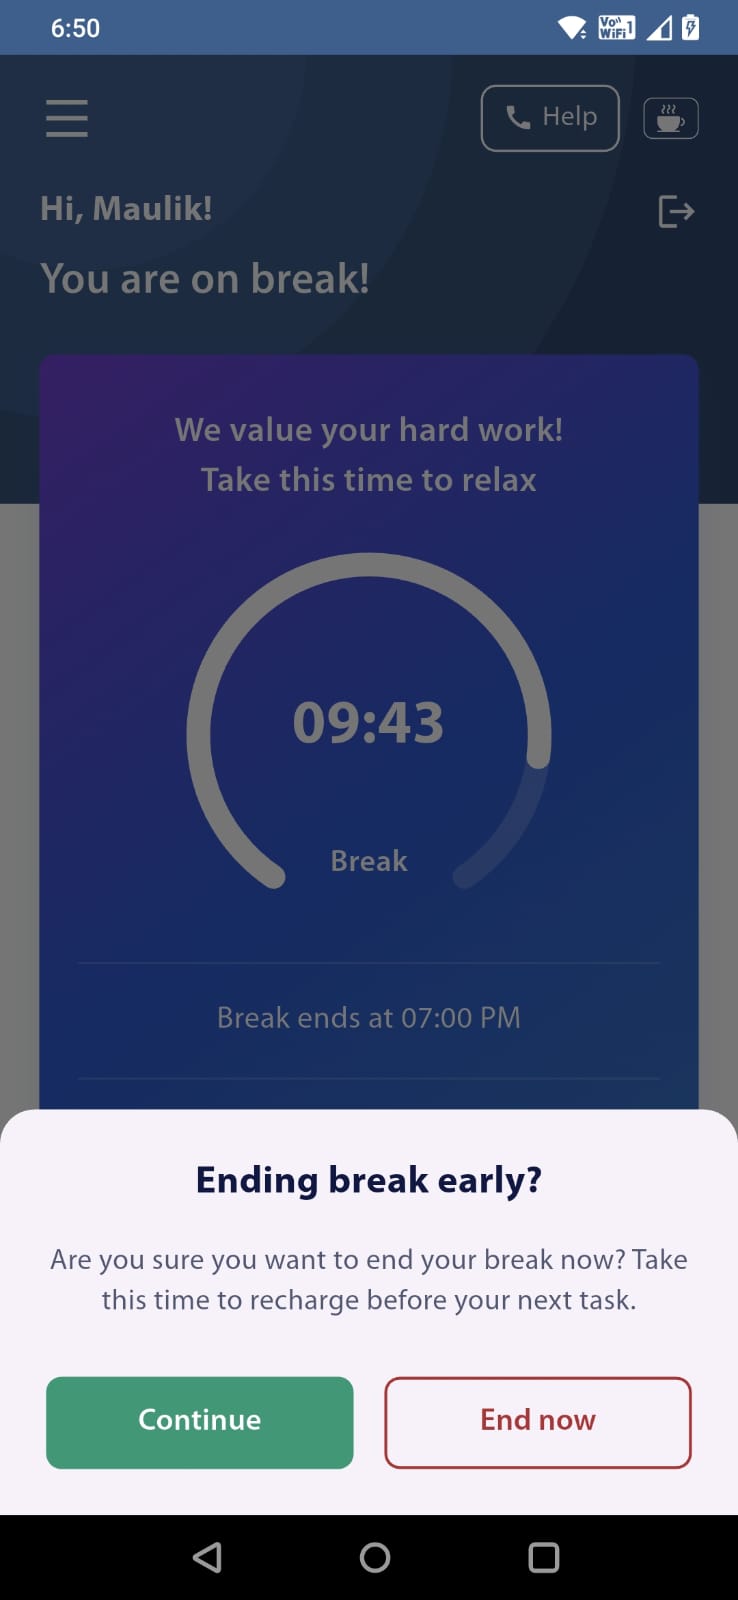 6:50
Vo)) 1
WiFi
Help
Hi, Maulik!
You are on break!
We value your hard work!
Take this time to relax
09:43
Break
Break ends at 07:00 PM
Ending break early?
Are you sure you want to end your break now? Take
this time to recharge before your next task.
Continue
End now